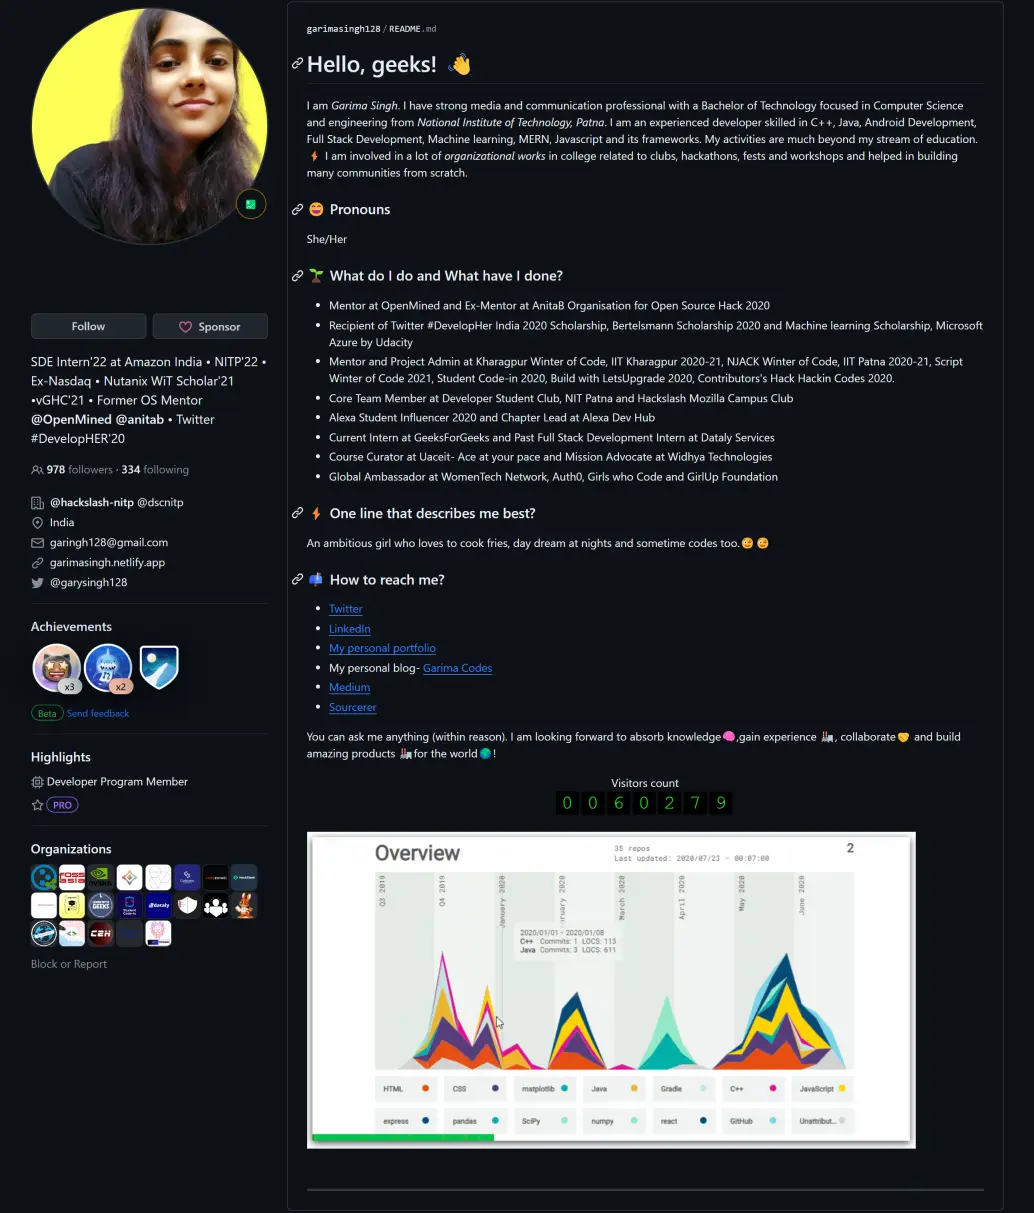 Follow
Sponsor
SDE Intern'22 at Amazon India • NITP'22 •
Ex-Nasdaq • Nutanix WiT Scholar'21
•vGHC'21 • Former OS Mentor
@OpenMined @anitab • Twitter
#DevelopHER'20
978 followers · 334 following
@hackslash-nitp @dscnitp
India
garingh128@gmail.com
garimasingh.netlify.app
@garysingh128
Achievements
x3
x2
Beta Send feedback
Highlights
Developer Program Member
PRO
Organizations
Block or Report
garimasingh128/README.md
Hello, geeks! 👋
I am Garima Singh. I have strong media and communication professional with a Bachelor of Technology focused in Computer Science
and engineering from National Institute of Technology, Patna. I am an experienced developer skilled in C++, Java, Android Development,
Full Stack Development, Machine learning, MERN, Javascript and its frameworks. My activities are much beyond my stream of education.
⚡ I am involved in a lot of organizational works in college related to clubs, hackathons, fests and workshops and helped in building
many communities from scratch.
😄 Pronouns
She/Her
🌱 What do I do and What have I done?
• Mentor at OpenMined and Ex-Mentor at AnitaB Organisation for Open Source Hack 2020
• Recipient of Twitter #DevelopHer India 2020 Scholarship, Bertelsmann Scholarship 2020 and Machine learning Scholarship, Microsoft
Azure by Udacity
• Mentor and Project Admin at Kharagpur Winter of Code, IIT Kharagpur 2020-21, NJACK Winter of Code, IIT Patna 2020-21, Script
Winter of Code 2021, Student Code-in 2020, Build with LetsUpgrade 2020, Contributors's Hack Hackin Codes 2020.
• Core Team Member at Developer Student Club, NIT Patna and Hackslash Mozilla Campus Club
• Alexa Student Influencer 2020 and Chapter Lead at Alexa Dev Hub
• Current Intern at GeeksForGeeks and Past Full Stack Development Intern at Dataly Services
• Course Curator at Uaceit- Ace at your pace and Mission Advocate at Widhya Technologies
• Global Ambassador at WomenTech Network, Auth0, Girls who Code and GirlUp Foundation
⚡ One line that describes me best?
An ambitious girl who loves to cook fries, day dream at nights and sometime codes too.
📫 How to reach me?
• Twitter
• LinkedIn
• My personal portfolio
• My personal blog- Garima Codes
• Medium
• Sourcerer
You can ask me anything (within reason). I am looking forward to absorb knowledge🧠,gain experience , collaborate🤝 and build
amazing products for the world !
Visitors count
0060279
Overview
35 repos
Last updated: 2020/07/23 - 00:07:00
2
Q3 2019
Q4 2019
January 2020
March 2020
April 2020
May 2020
June 2020
2020/01/01 - 2020/01/08
C++ Commits: 1 LOCS: 113
Java Commits: 3 LOCS: 611
HTML
CSS
matplotlib
Java
Gradle
C++
JavaScript
express
pandas
SciPy
numpy
react
GitHub
Unattribut...